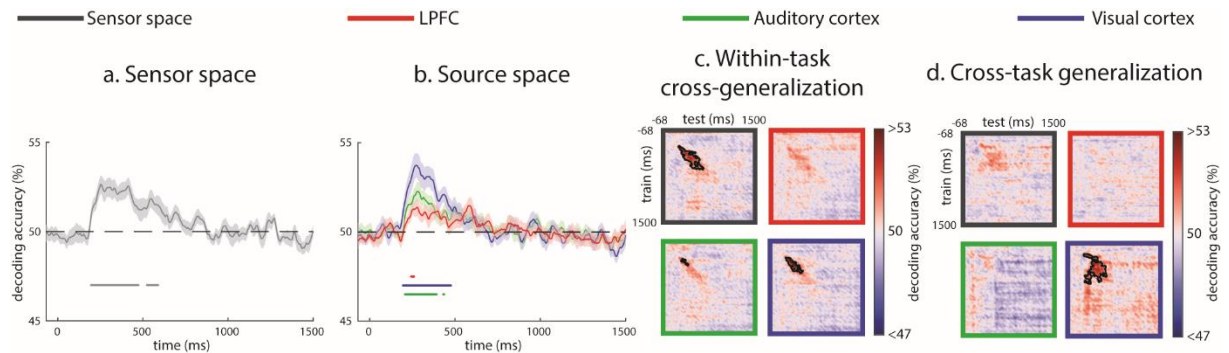 Sensor space
LPFC
Auditory cortex
Visual cortex
a. Sensor space
b. Source space
c. Within-task
cross-generalization
d. Cross-task generalization
55
50
45
decoding accuracy (%)
0
500
1000
1500
time (ms)
55
50
45
0
500
1000
1500
time (ms)
-68
test (ms)
1500
-68
train (ms)
1500
>53
50
<47
decoding accuracy (%)
-68
test (ms)
1500
-68
train (ms)
1500
>53
50
<47
decoding accuracy (%)